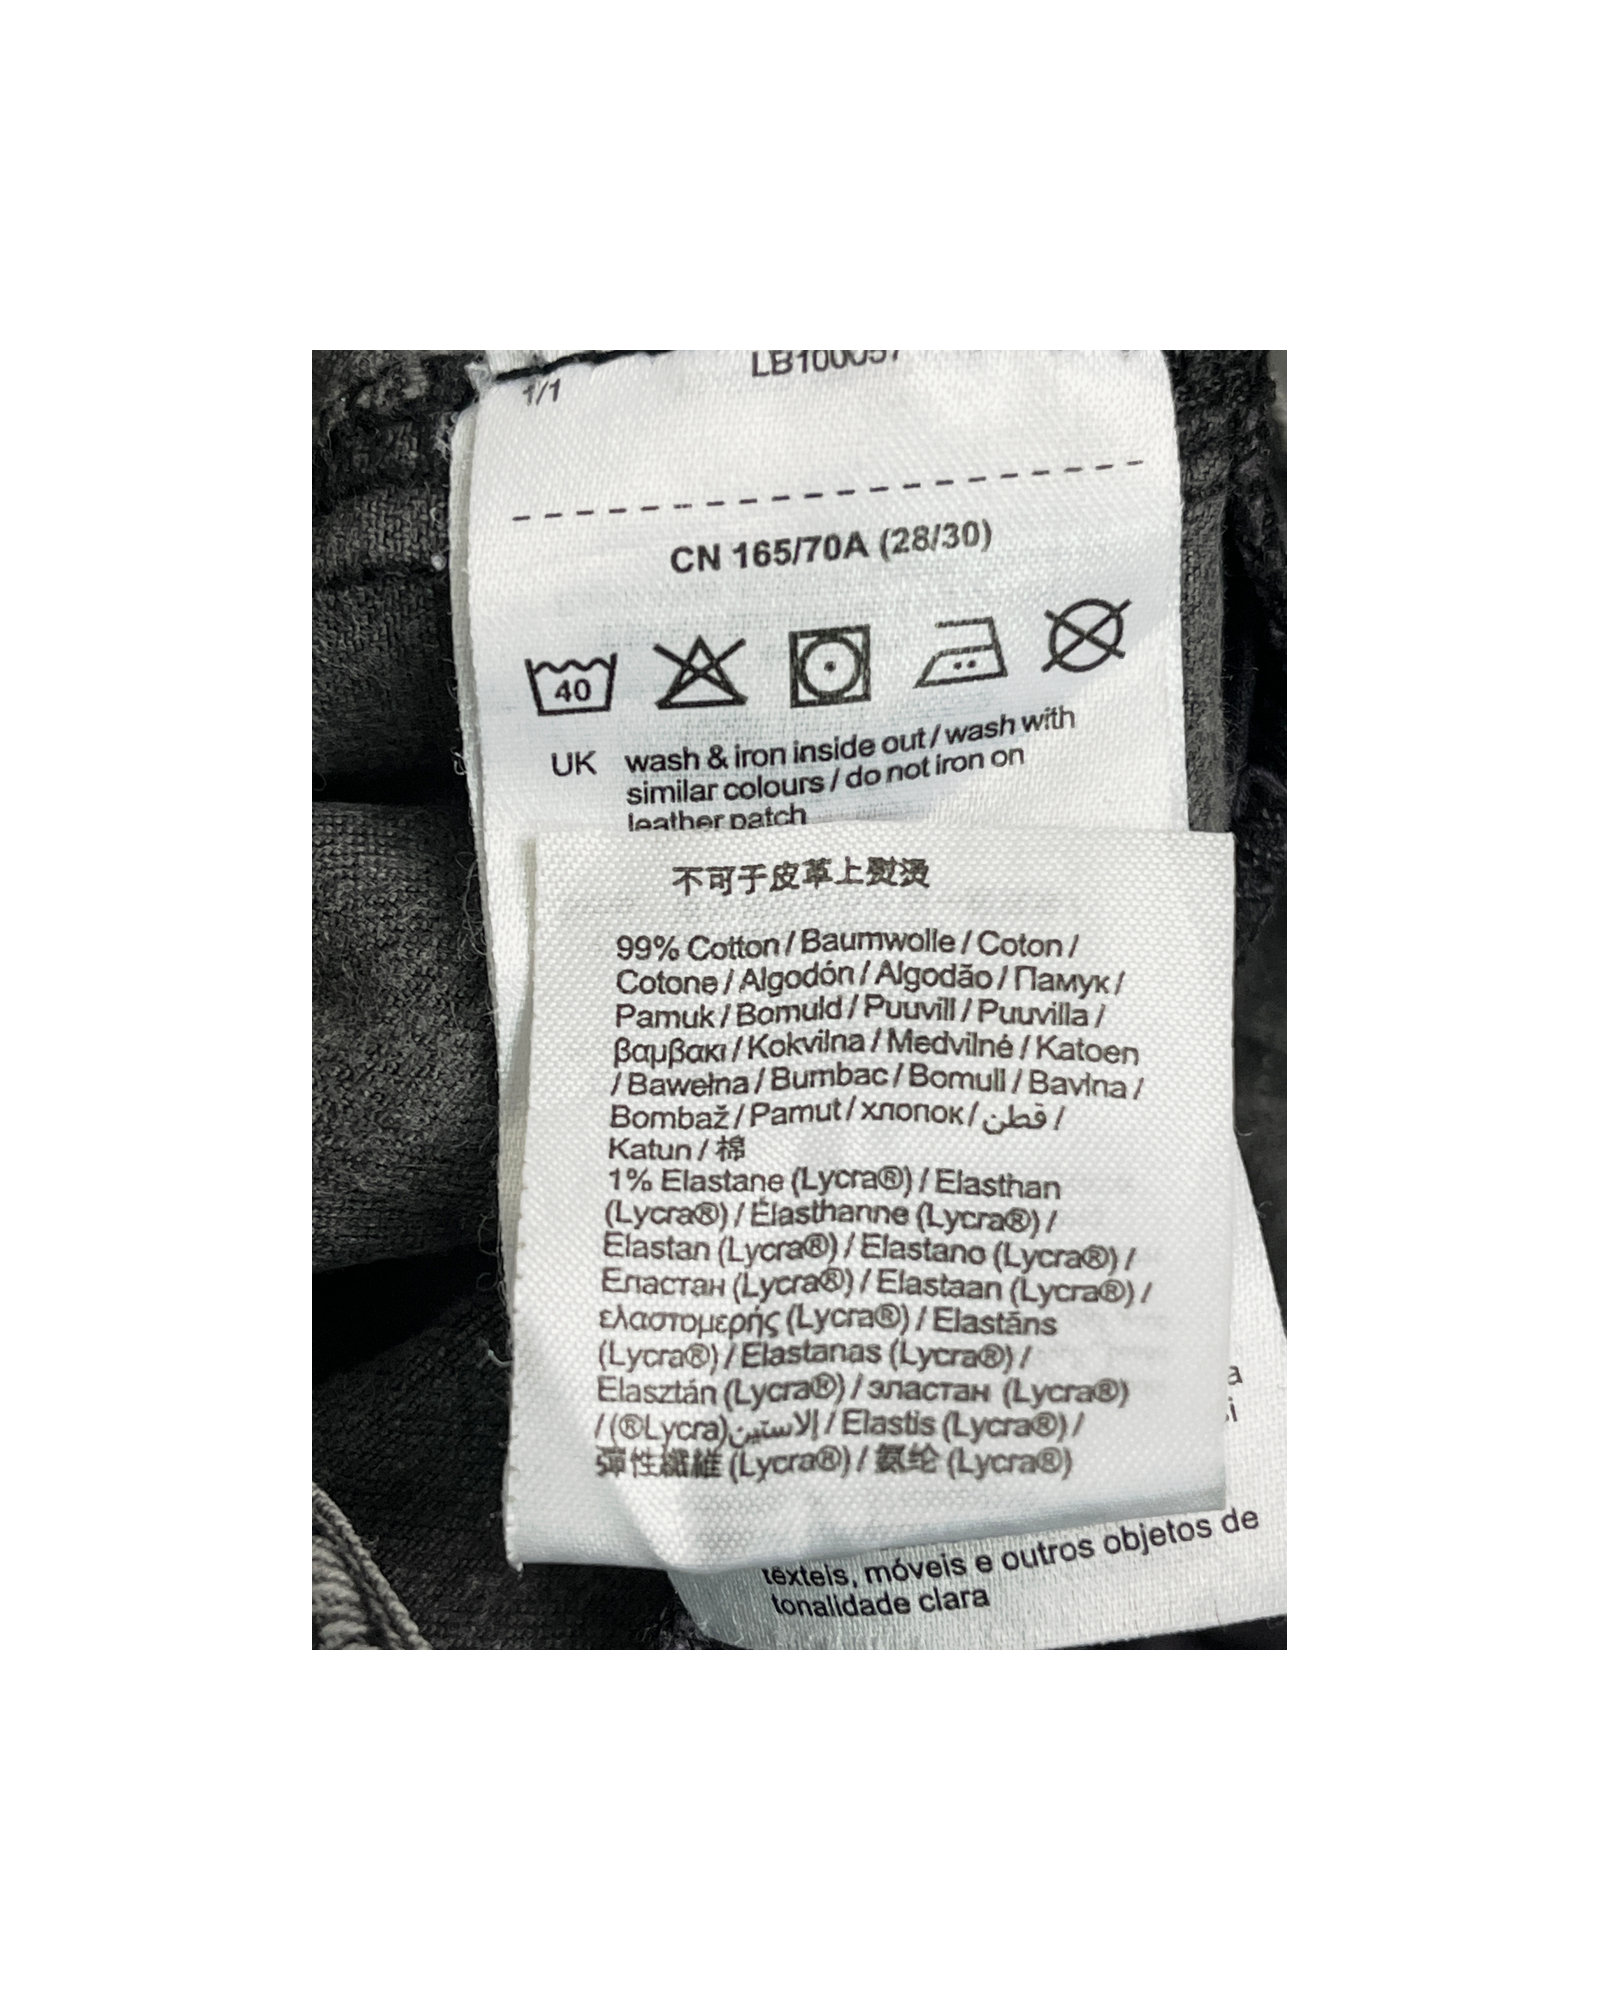 1/1
CN 165/70A (28/30)
40
UK wash & iron inside out / wash with
similar colours / do not iron on
leather patch
不可于皮革上熨烫
99% Cotton / Baumwolle / Coton /
Cotone / Algodón / Algodão / Памук /
Pamuk / Bomuld / Puuvill / Puuvilla /
βαμβακι / Kokvilna / Medvilnė / Katoen
/ Bawełna / Bumbac / Bomull / Bavlna /
Bombaž / Pamut / хлопок / قطن /
Katun / 棉
1% Elastane (Lycra®) / Elasthan
(Lycra®) / Élasthanne (Lycra®) /
Elastan (Lycra®) / Elastano (Lycra®) /
Еластан (Lycra®) / Elastaan (Lycra®) /
ελαστομερής (Lycra®) / Elastāns
(Lycra®) / Elastanas (Lycra®) /
Elasztán (Lycra®) / эластан (Lycra®)
/ (®Lycra)إلاستين / Elastis (Lycra®) /
彈性纖維 (Lycra®) / 氨纶 (Lycra®)
têxteis, móveis e outros objetos de
tonalidade clara